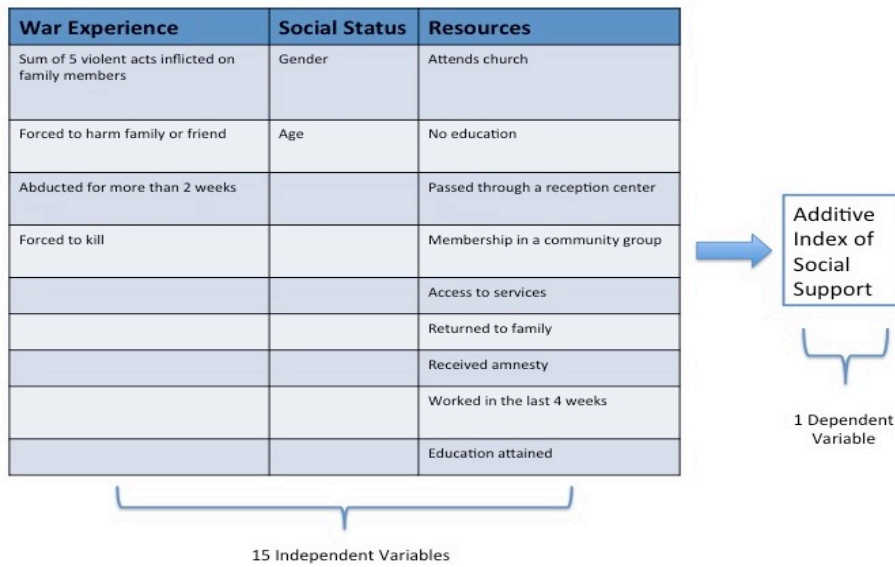 War Experience
Social Status
Resources
Sum of 5 violent acts inflicted on
family members
Gender
Attends church
Forced to harm family or friend
Age
No education
Abducted for more than 2 weeks
Passed through a reception center
Forced to kill
Membership in a community group
Access to services
Returned to family
Received amnesty
Worked in the last 4 weeks
Education attained
Additive
Index of
Social
Support
1 Dependent
Variable
15 Independent Variables